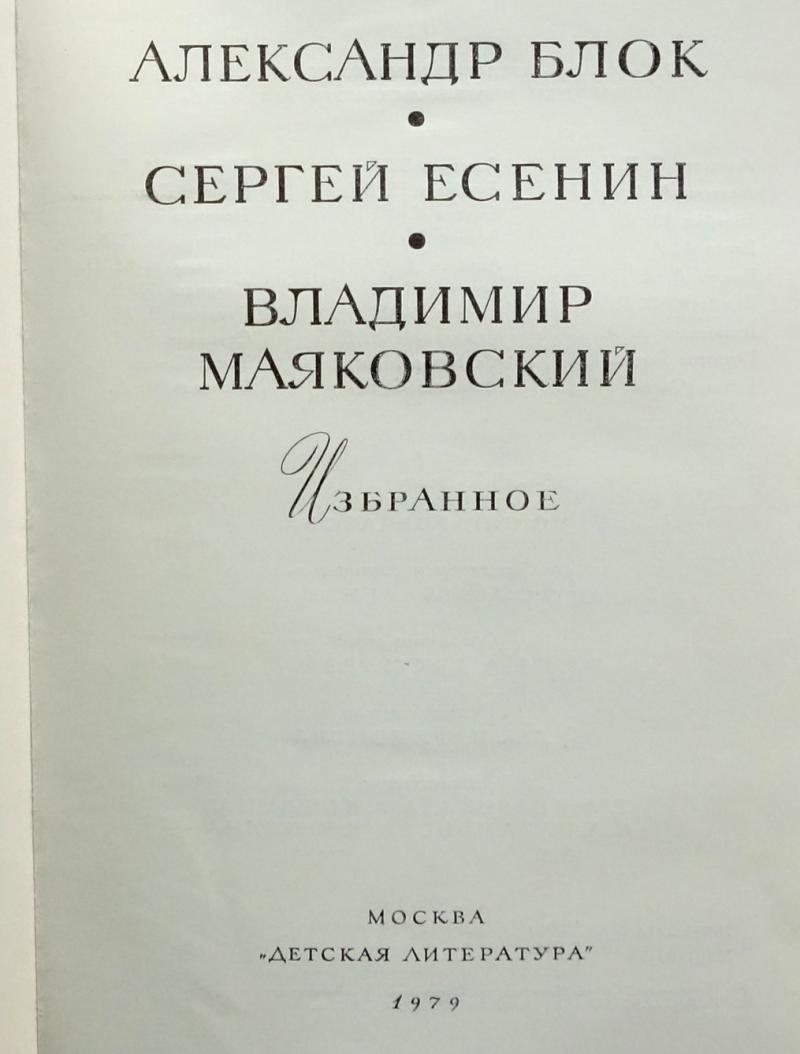 АЛЕКСАНДР БЛОК
•
СЕРГЕЙ ЕСЕНИН
•
ВЛАДИМИР
МАЯКОВСКИЙ
ИЗБРАННОЕ
МОСКВА
"ДЕТСКАЯ ЛИТЕРАТУРА"
1979